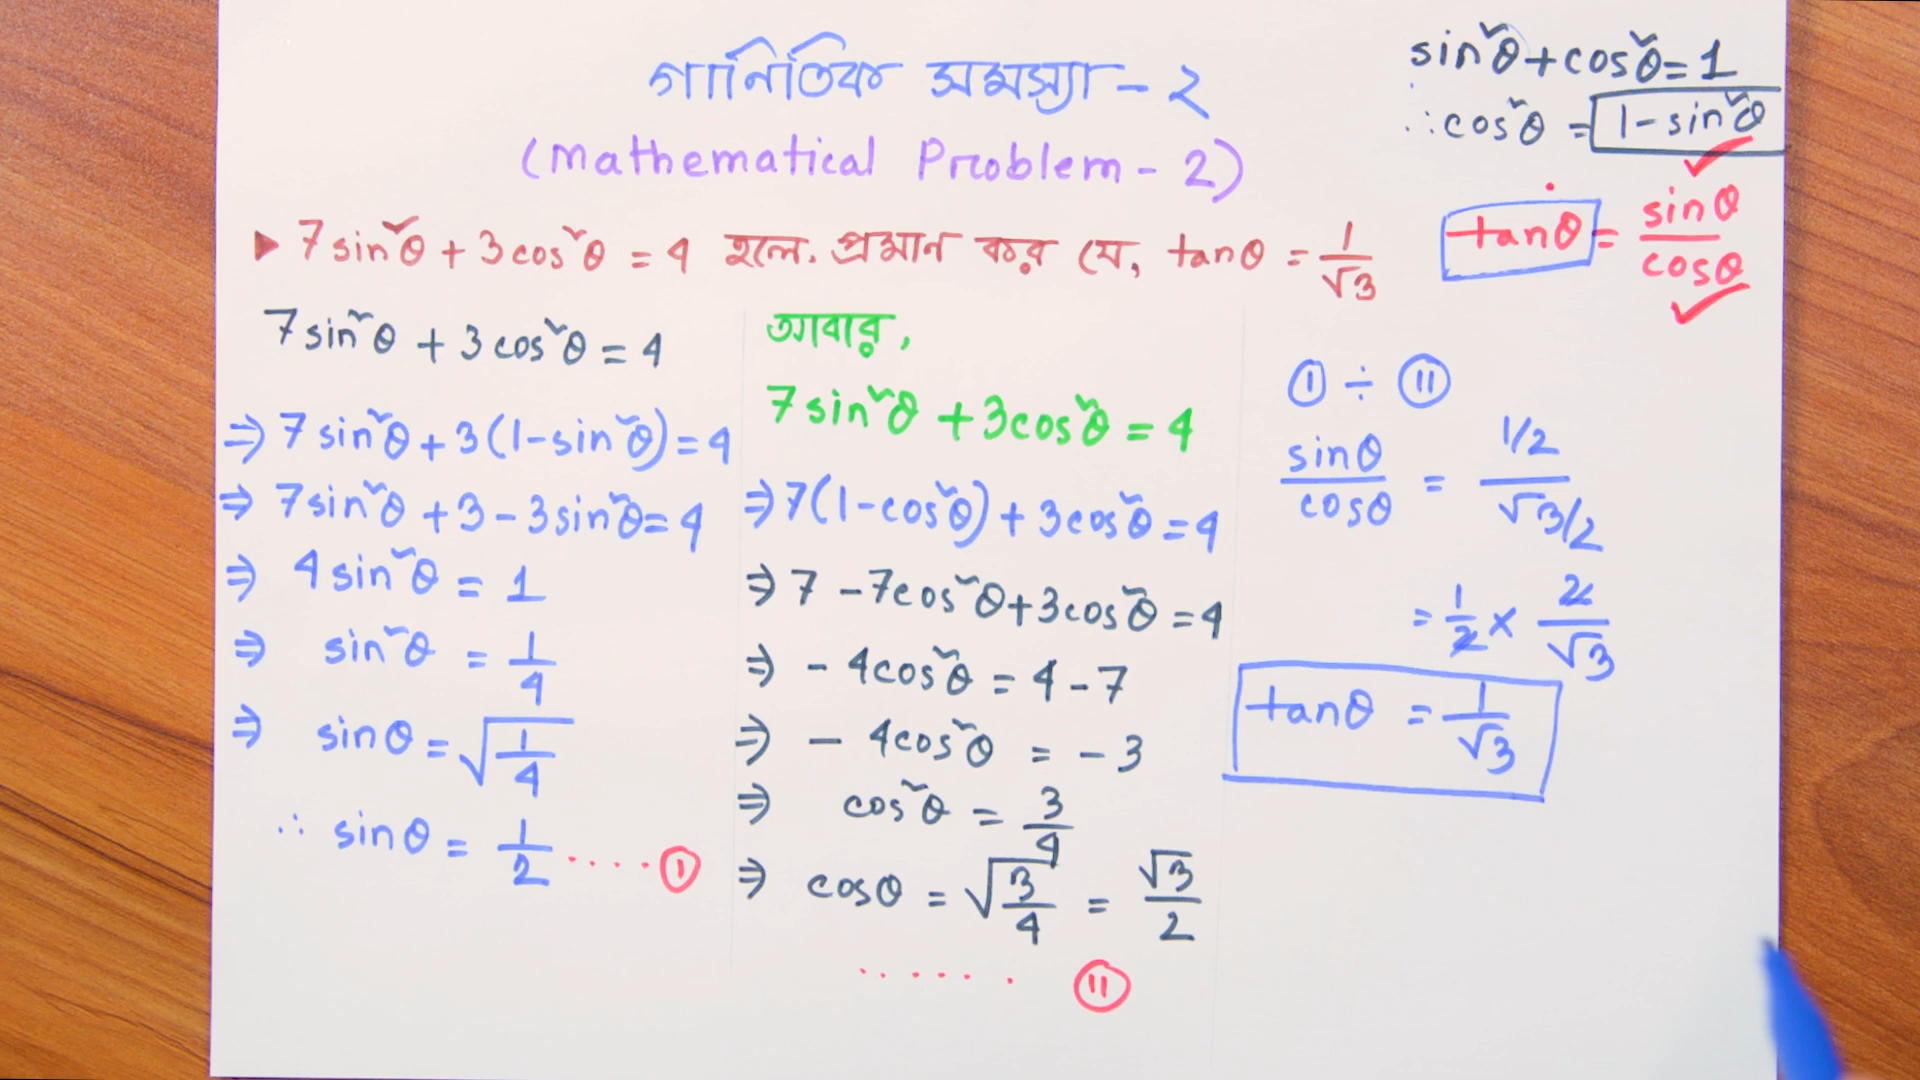 গানিতিক সমস্যা - ২
(Mathematical Problem - 2)
sin²θ + cos²θ = 1
∴ cos²θ = 1 - sin²θ
tanθ = sinθ/cosθ
▶ 7sin²θ + 3cos²θ = 4 হলে. প্রমান কর যে, tanθ = 1/√3
7sin²θ + 3cos²θ = 4
⇒ 7sin²θ + 3(1-sin²θ) = 4
⇒ 7sin²θ + 3 - 3sin²θ = 4
⇒ 4sin²θ = 1
⇒ sin²θ = 1/4
⇒ sinθ = √(1/4)
∴ sinθ = 1/2 ..... (I)
আবার,
7sin²θ + 3cos²θ = 4
⇒ 7(1-cos²θ) + 3cos²θ = 4
⇒ 7 - 7cos²θ + 3cos²θ = 4
⇒ - 4cos²θ = 4 - 7
⇒ - 4cos²θ = - 3
⇒ cos²θ = 3/4
⇒ cosθ = √(3/4) = √3/2
...... (II)
(I) ÷ (II)
sinθ/cosθ = (1/2)/(√3/2)
= 1/2 × 2/√3
tanθ = 1/√3